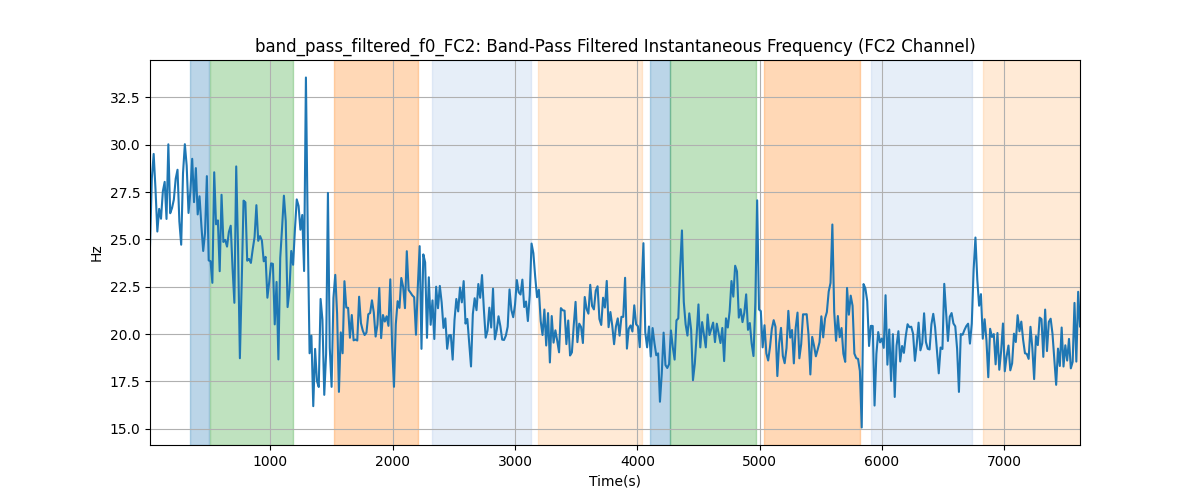 band_pass_filtered_f0_FC2: Band-Pass Filtered Instantaneous Frequency (FC2 Channel)
32.5
30.0
27.5
25.0
22.5
20.0
17.5
15.0
Hz
1000 2000 3000 4000 5000 6000 7000
Time(s)